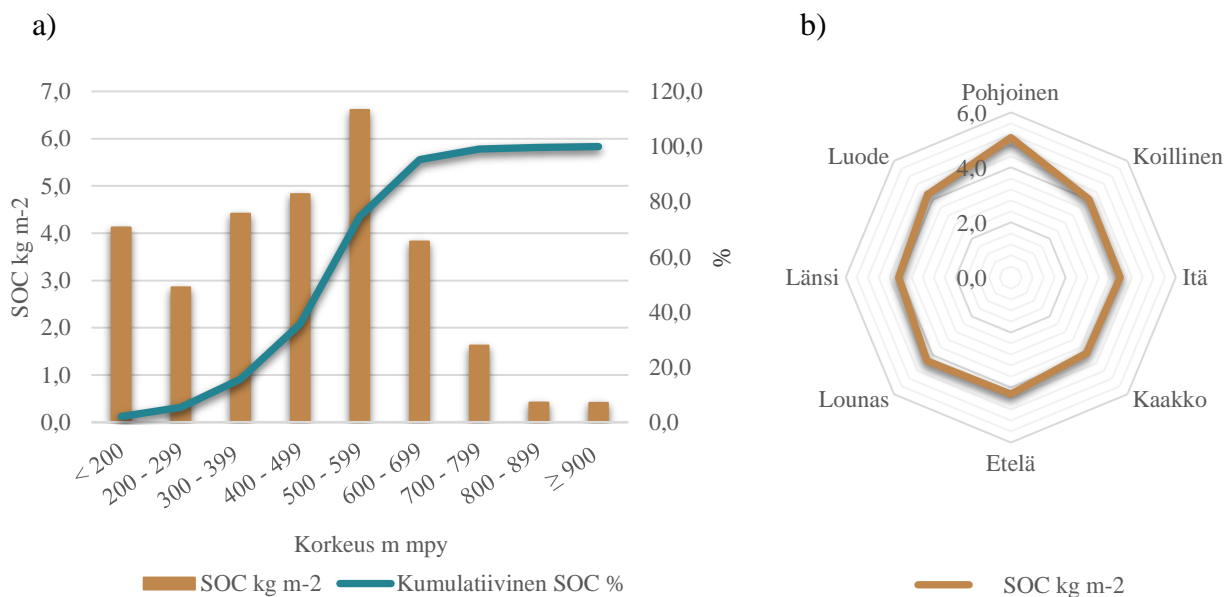 a)
7,0
6,0
5,0
4,0
3,0
2,0
1,0
0,0
SOC kg m-2
120,0
100,0
80,0
60,0
40,0
20,0
0,0
%
< 200
200 - 299
300 - 399
400 - 499
500 - 599
600 - 699
700 - 799
800 - 899
≥ 900
Korkeus m mpy
SOC kg m-2
Kumulatiivinen SOC %
b)
Pohjoinen
Koillinen
Itä
Kaakko
Etelä
Lounas
Länsi
Luode
6,0
4,0
2,0
0,0
SOC kg m-2